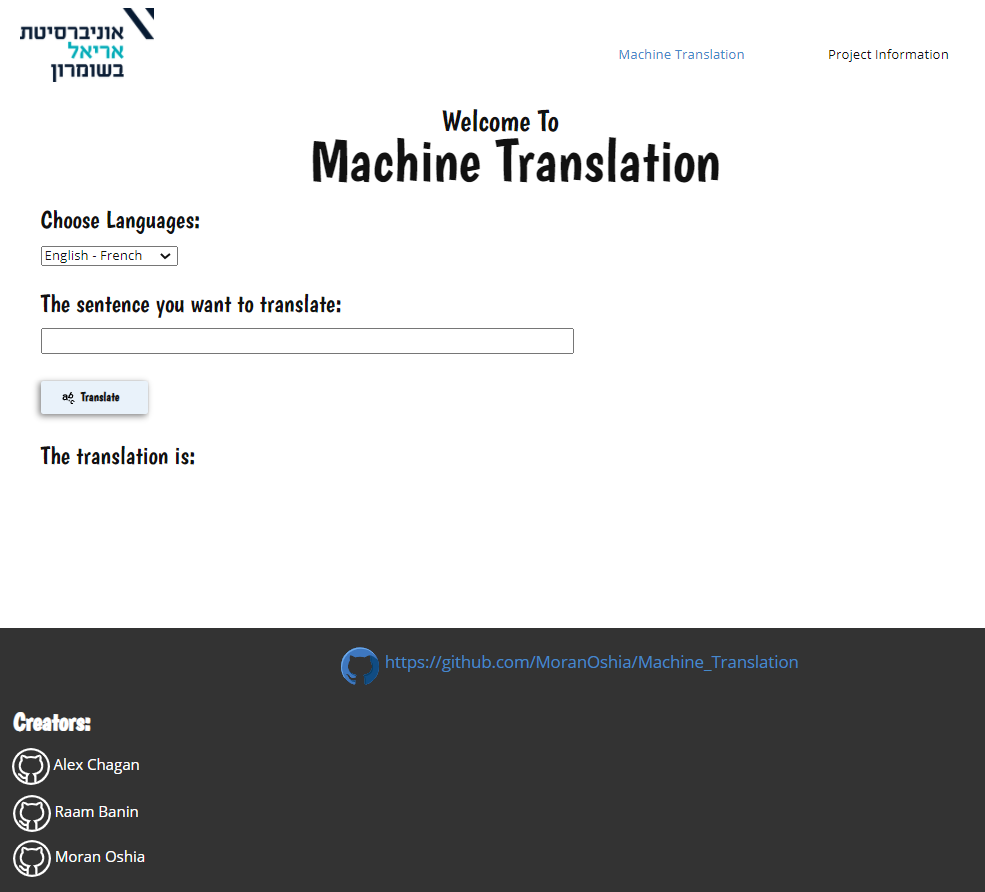 אוניברסיטת
אריאל
בשומרון
Machine Translation
Project Information
Welcome To
Machine Translation
Choose Languages:
English - French
The sentence you want to translate:
Translate
The translation is:
https://github.com/MoranOshia/Machine_Translation
Creators:
Alex Chagan
Raam Banin
Moran Oshia